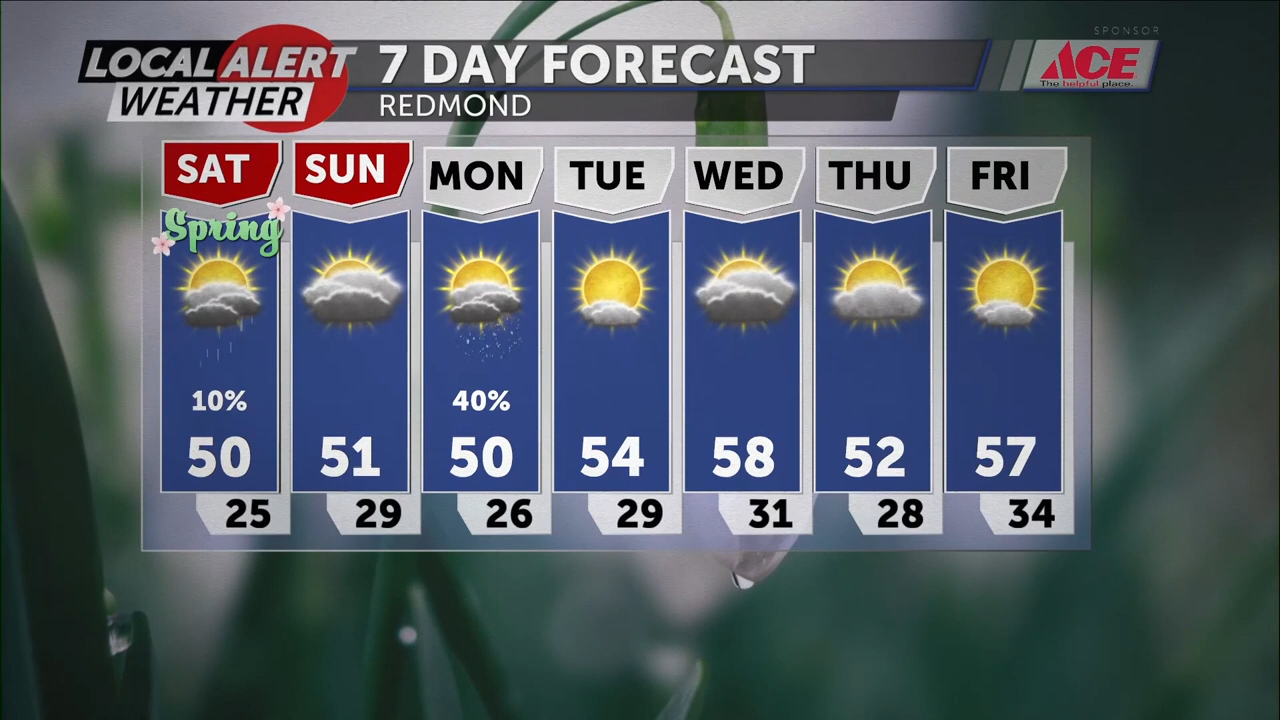 SPONSOR
LOCAL ALERT
WEATHER
7 DAY FORECAST
REDMOND
ACE
The helpful place.
SAT SUN MON TUE WED THU FRI
Spring
10% 40%
50 51 50 54 58 52 57
25 29 26 29 31 28 34